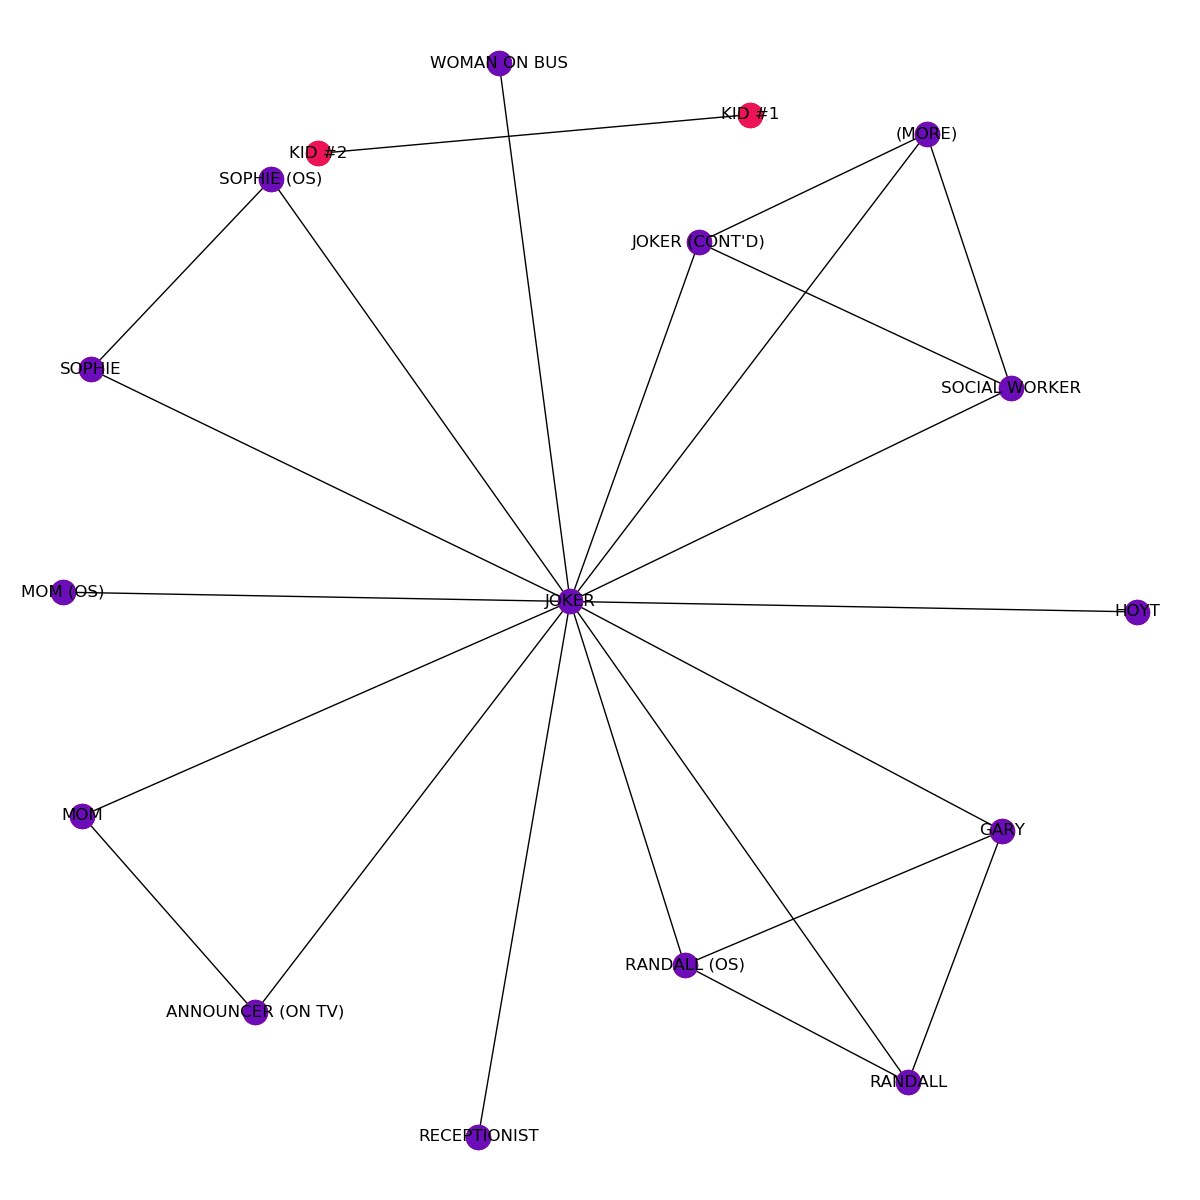 WOMAN ON BUS
KID #1
(MORE)
KID #2
SOPHIE (OS)
JOKER (CONT'D)
SOPHIE
SOCIAL WORKER
MOM (OS)
JOKER
HOYT
MOM
GARY
RANDALL (OS)
ANNOUNCER (ON TV)
RANDALL
RECEPTIONIST